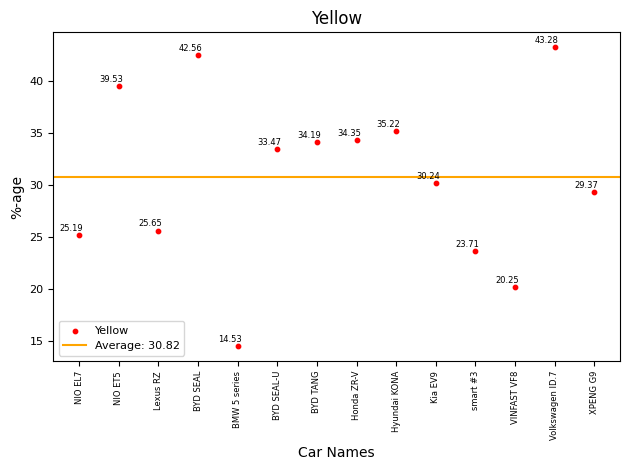 Yellow
43.28
42.56
40
39.53
35
35.22
34.35
34.19
33.47
30
30.24
29.37
25
25.65
25.19
23.71
20
20.25
15
14.53
%-age
Yellow
Average: 30.82
NIO EL7
NIO ET5
Lexus RZ
BYD SEAL
BMW 5 series
BYD SEAL-U
BYD TANG
Honda ZR-V
Hyundai KONA
Kia EV9
smart #3
VINFAST VF8
Volkswagen ID.7
XPENG G9
Car Names